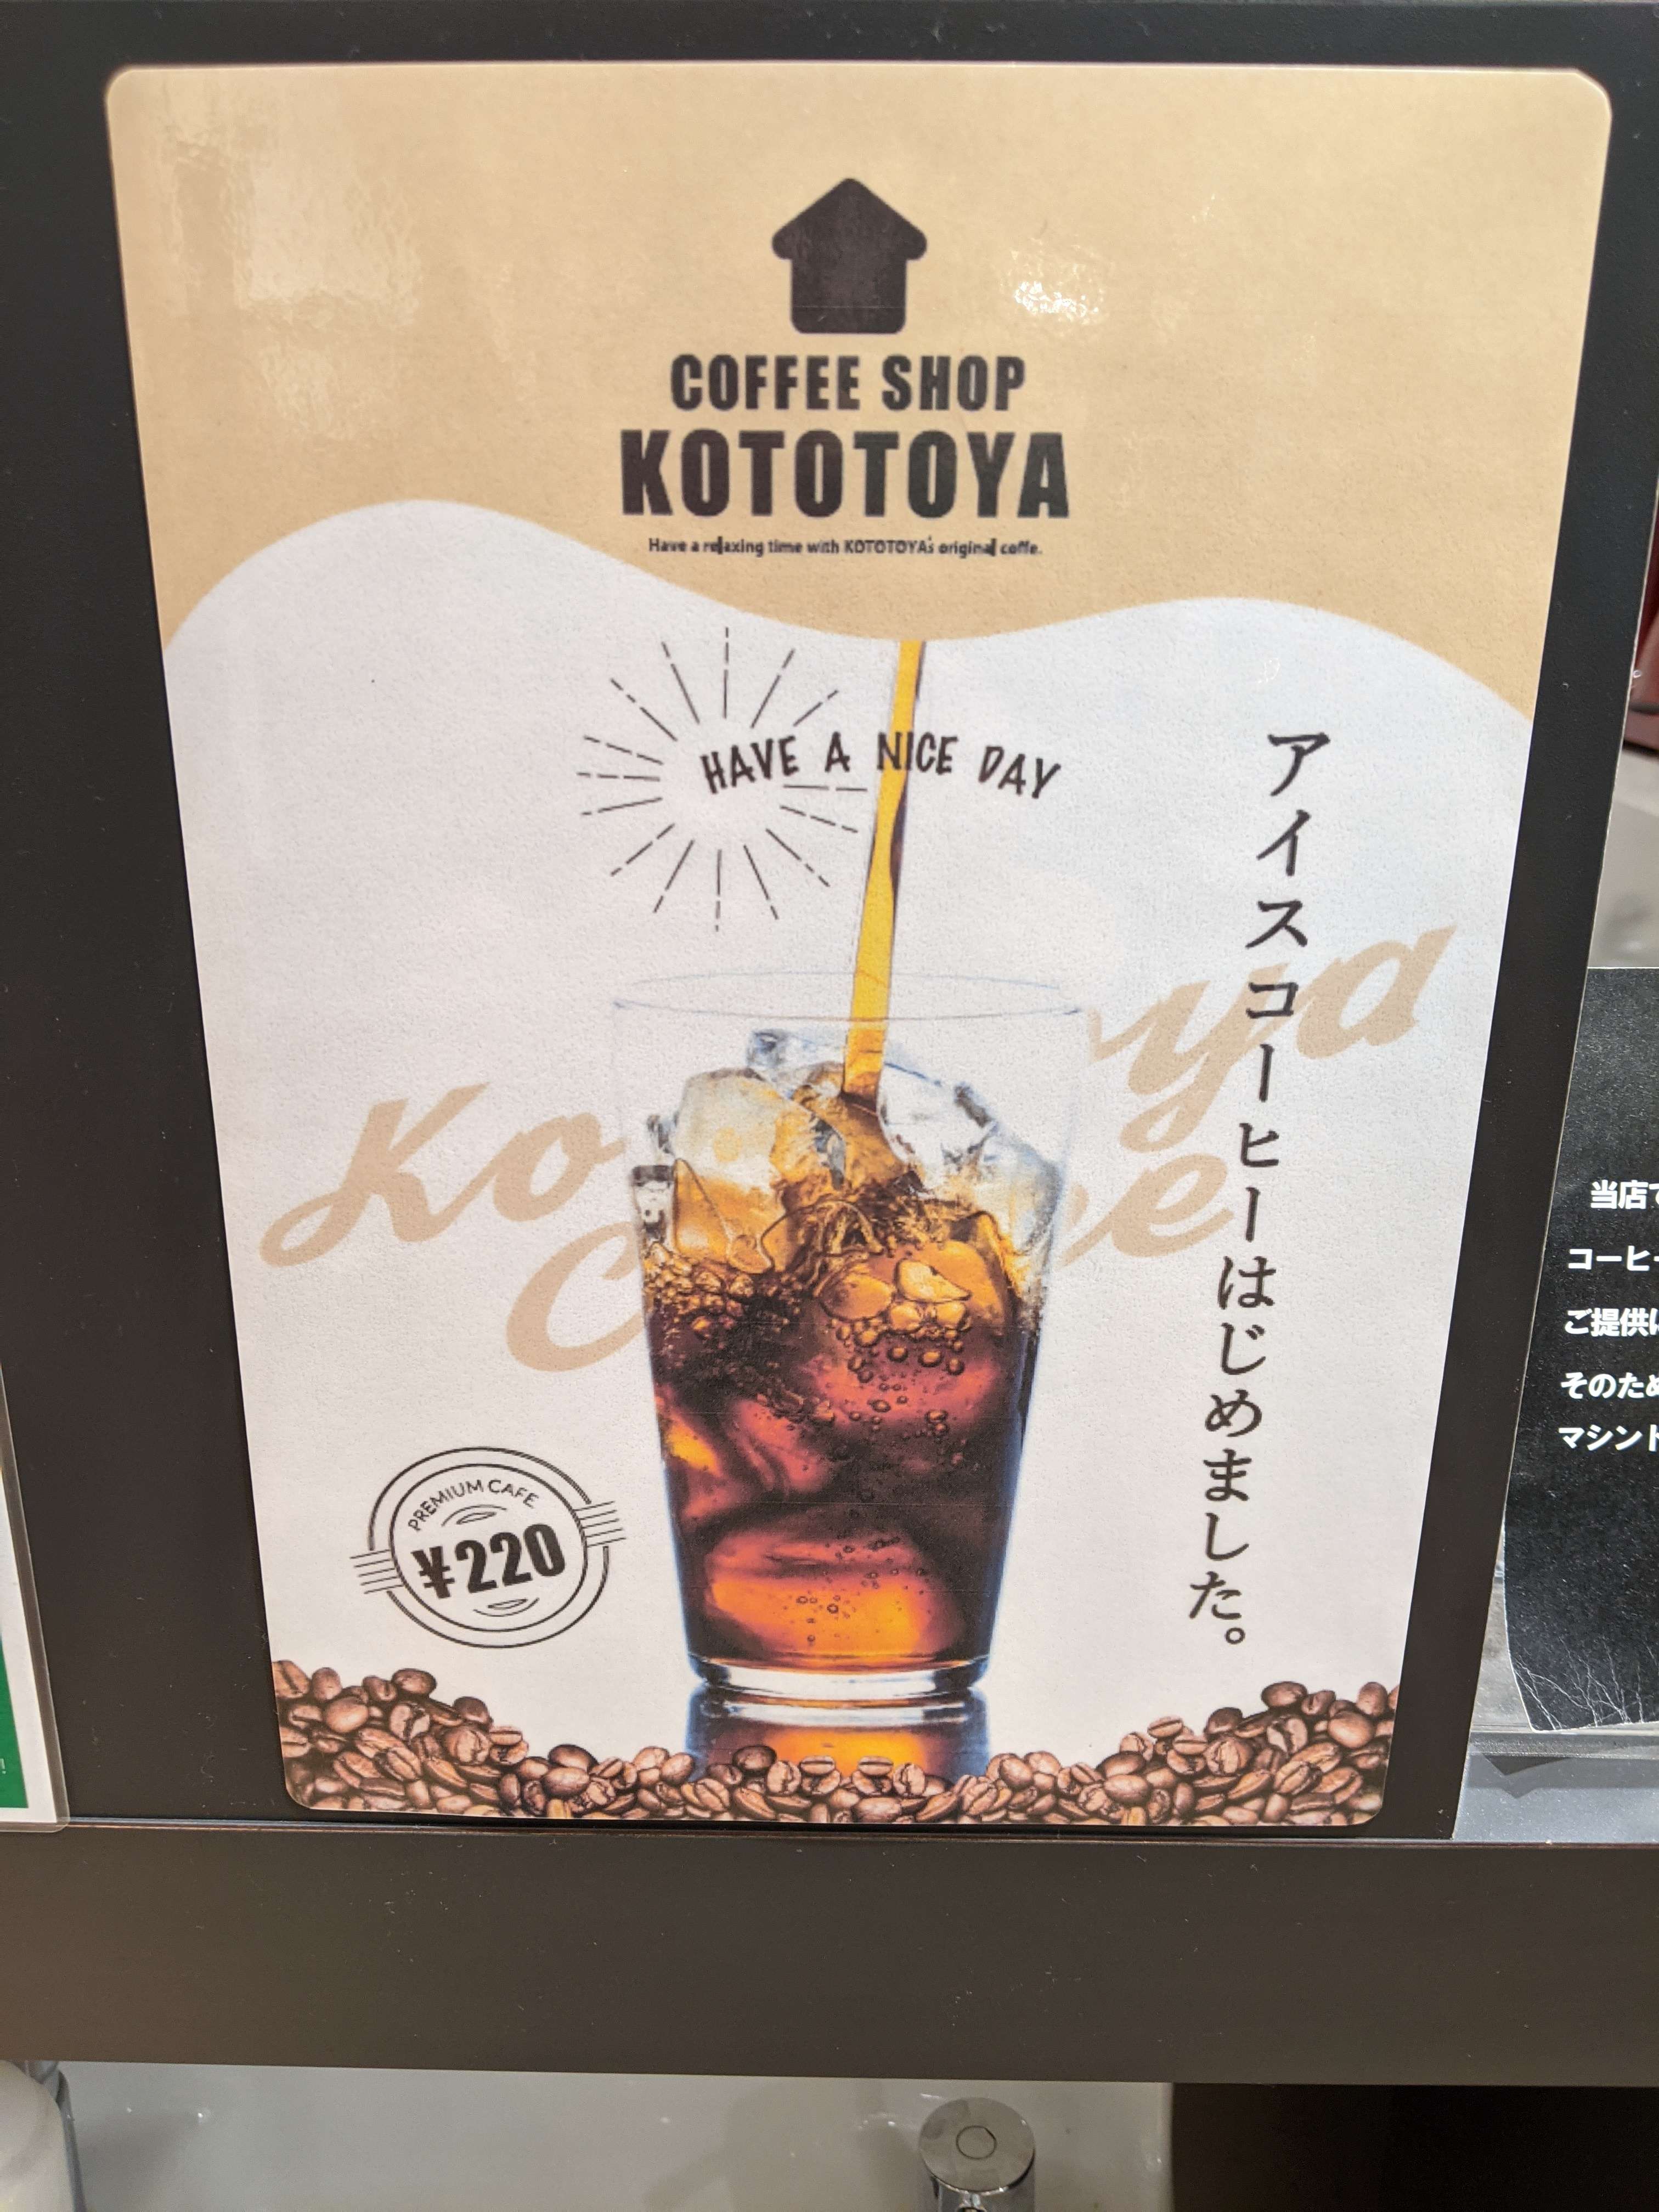 COFFEE SHOP
KOTOTOYA
Have a relaxing time with KOTOTOYA's original coffe.
HAVE A NICE DAY
アイスコーヒーはじめました。
PREMIUM CAFE
¥220
当店で
コーヒー
ご提供
そのため
マシン